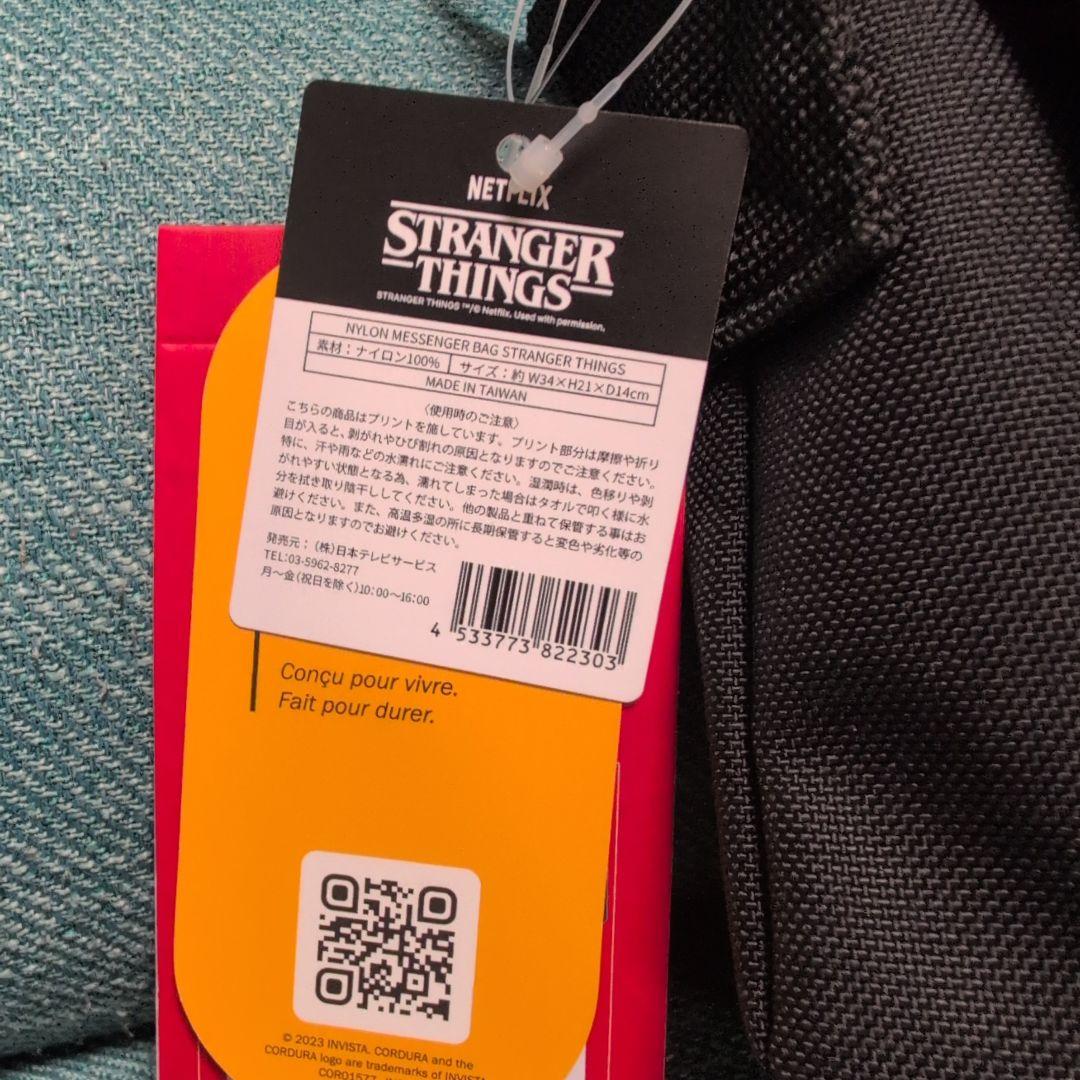 NETFLIX
STRANGER
THINGS
STRANGER THINGS ™/© Netflix. Used with permission.
NYLON MESSENGER BAG STRANGER THINGS
素材：ナイロン100% サイズ：約 W34×H21×D14cm
MADE IN TAIWAN
〈使用時のご注意〉
こちらの商品はプリントを施しています。プリント部分は摩擦や折り
目が入ると、剥がれやひび割れの原因となりますのでご注意ください。
特に、汗や雨などの水濡れにご注意ください。湿潤時は、色移りや剥
がれやすい状態となる為、濡れてしまった場合はタオルで叩く様に水
分を拭き取り陰干ししてください。他の製品と重ねて保管する事はお
避けください。また、高温多湿の所に長期保管すると変色や劣化等の
原因となりますのでお避けください。
発売元：（株）日本テレビサービス
TEL：03-5962-8277
月〜金（祝日を除く）10：00〜16：00
4 533773 822303
Conçu pour vivre.
Fait pour durer.
© 2023 INVISTA. CORDURA and the
CORDURA logo are trademarks of INVISTA
COR01577